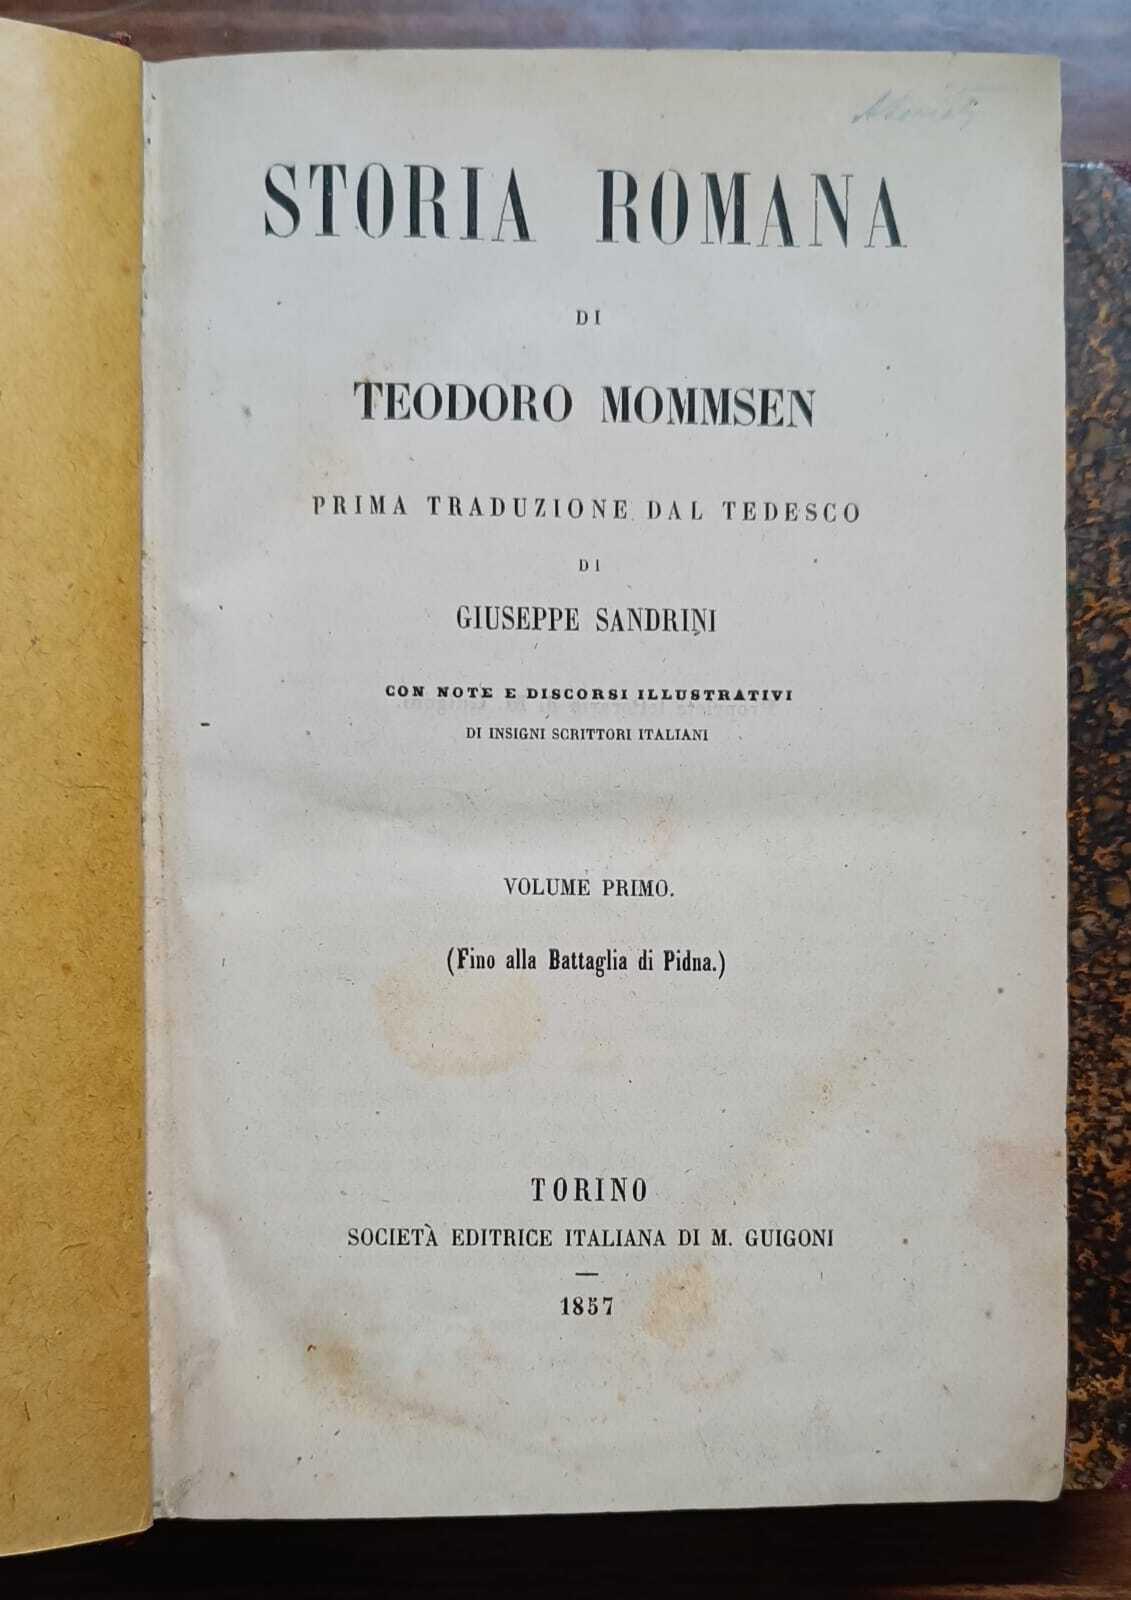 STORIA ROMANA
DI
TEODORO MOMMSEN
PRIMA TRADUZIONE DAL TEDESCO
DI
GIUSEPPE SANDRINI
CON NOTE E DISCORSI ILLUSTRATIVI
DI INSIGNI SCRITTORI ITALIANI
VOLUME PRIMO.
(Fino alla Battaglia di Pidna.)
TORINO
SOCIETÀ EDITRICE ITALIANA DI M. GUIGONI
1857